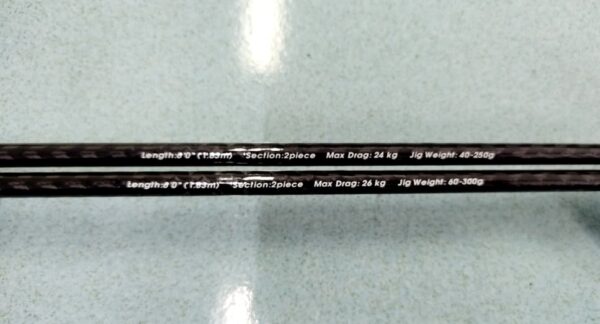 Length:6'0" (1.83m) *Section:2piece Max Drag: 24 kg Jig Weight: 40-250g
Length:6'0" (1.83m) *Section:2piece Max Drag: 26 kg Jig Weight: 60-300g